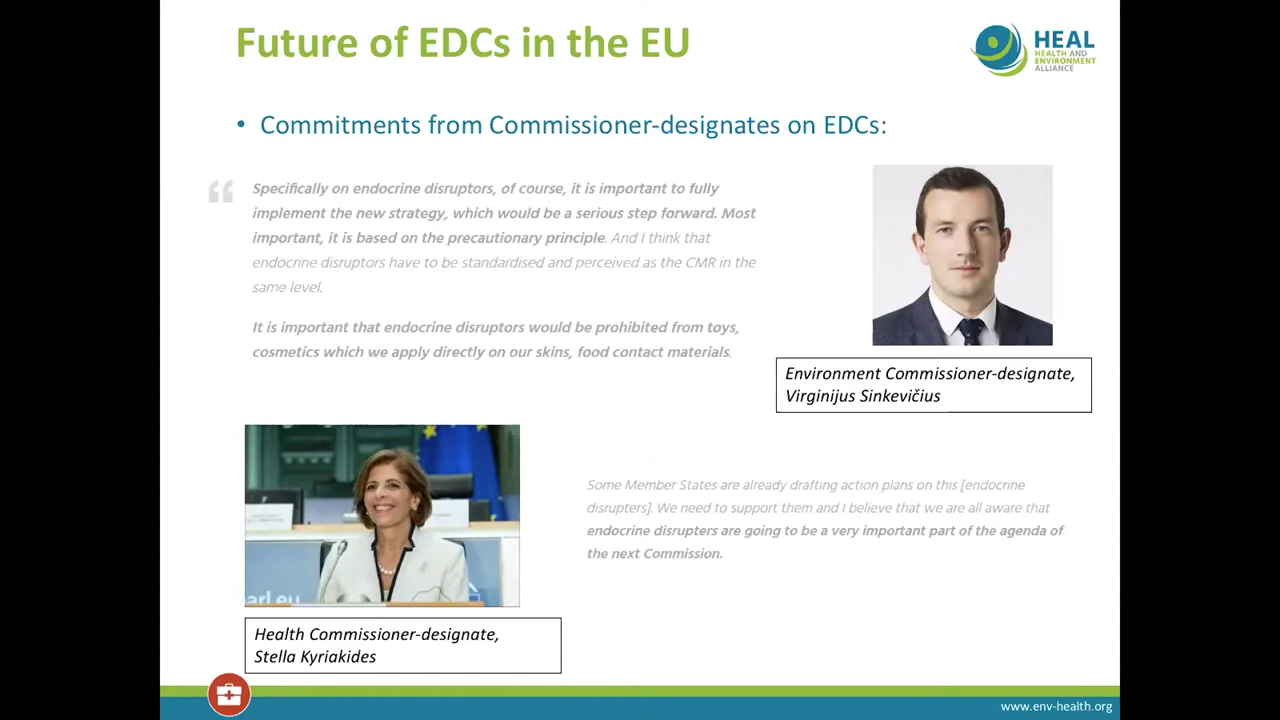 Future of EDCs in the EU
HEAL
HEALTH AND
ENVIRONMENT
ALLIANCE
• Commitments from Commissioner-designates on EDCs:
“
Specifically on endocrine disruptors, of course, it is important to fully
implement the new strategy, which would be a serious step forward. Most
important, it is based on the precautionary principle. And I think that
endocrine disruptors have to be standardised and perceived as the CMR in the
same level.
It is important that endocrine disruptors would be prohibited from toys,
cosmetics which we apply directly on our skins, food contact materials.
Environment Commissioner-designate,
Virginijus Sinkevičius
Some Member States are already drafting action plans on this [endocrine
disrupters]. We need to support them and I believe that we are all aware that
endocrine disrupters are going to be a very important part of the agenda of
the next Commission.
arl.eu
Health Commissioner-designate,
Stella Kyriakides
www.env-health.org